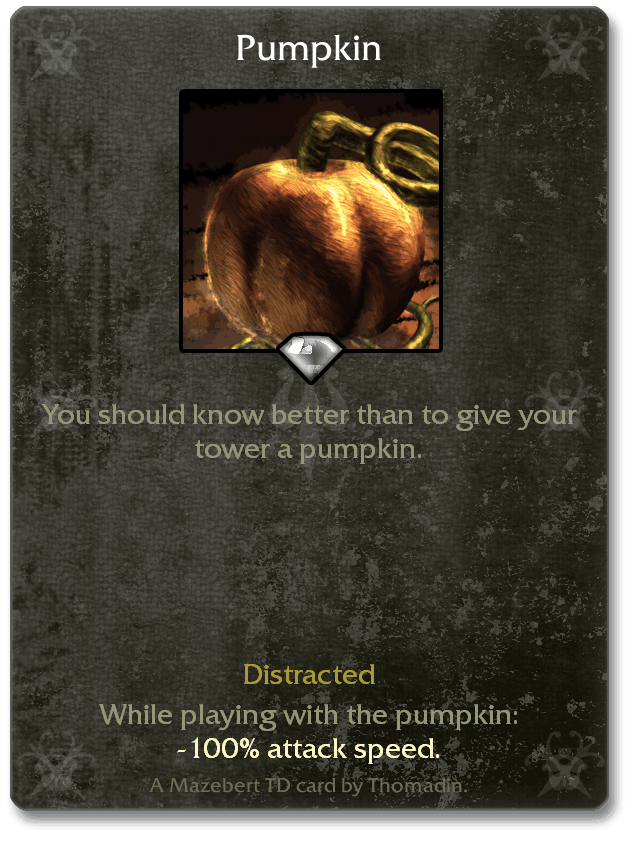 Pumpkin
You should know better than to give your
tower a pumpkin.
Distracted
While playing with the pumpkin:
-100% attack speed.
A Mazebert TD card by Thomadin.